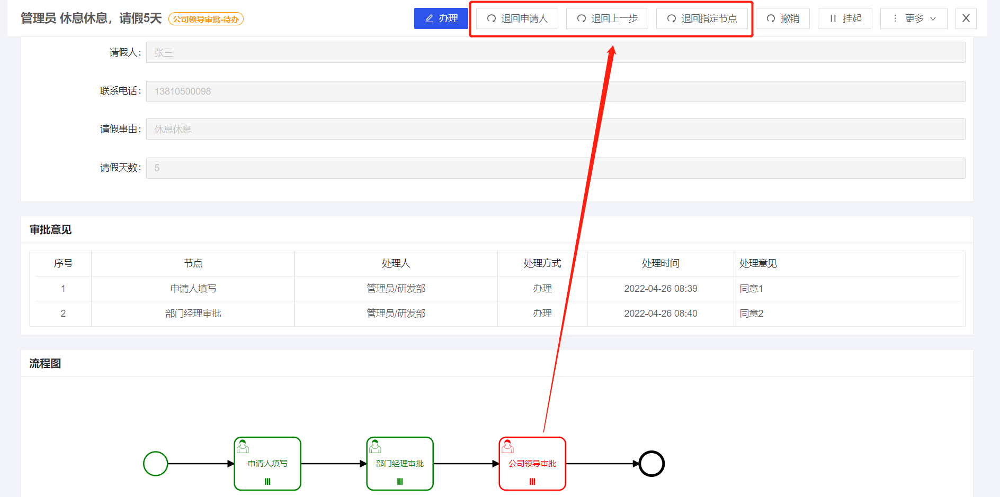 管理员 休息休息，请假5天 公司领导审批-待办 办理 退回申请人 退回上一步 退回指定节点 撤销 挂起 更多 X
请假人： 张三
联系电话： 13810500098
请假事由： 休息休息
请假天数： 5
审批意见
序号 节点 处理人 处理方式 处理时间 处理意见
1 申请人填写 管理员/研发部 办理 2022-04-26 08:39 同意1
2 部门经理审批 管理员/研发部 办理 2022-04-26 08:40 同意2
流程图
申请人填写 部门经理审批 公司领导审批